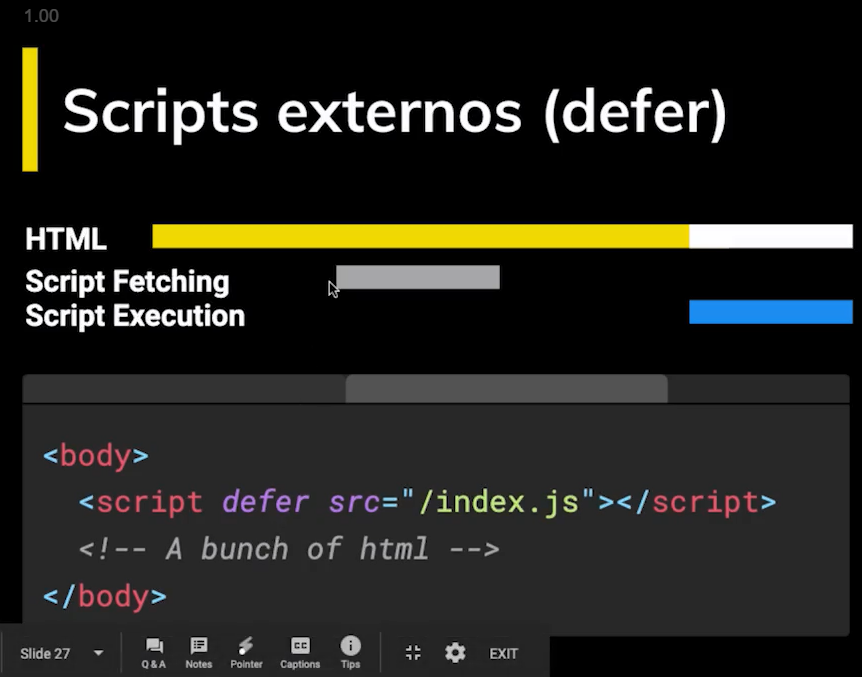 1.00
Scripts externos (defer)
HTML
Script Fetching
Script Execution
<body>
<script defer src="/index.js"></script>
<!-- A bunch of html -->
</body>
Slide 27
Q & A
Notes
Pointer
CC
Captions
Tips
EXIT